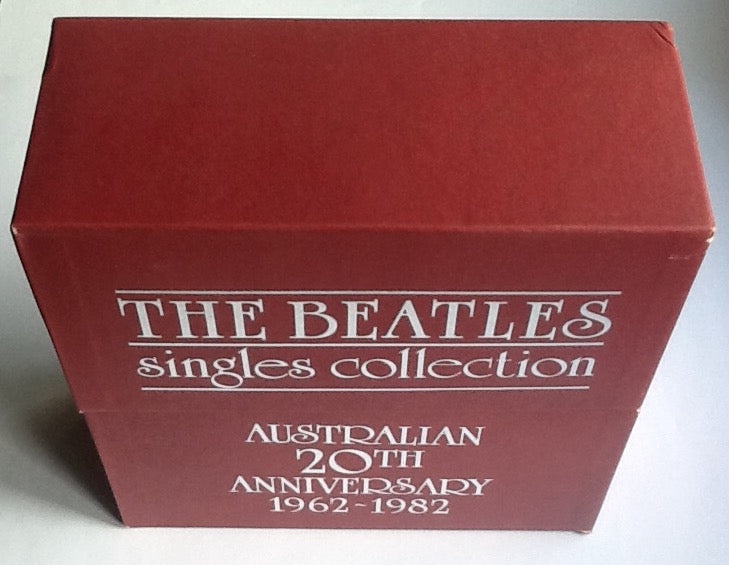 THE BEATLES
singles collection
AUSTRALIAN
20TH
ANNIVERSARY
1962~1982